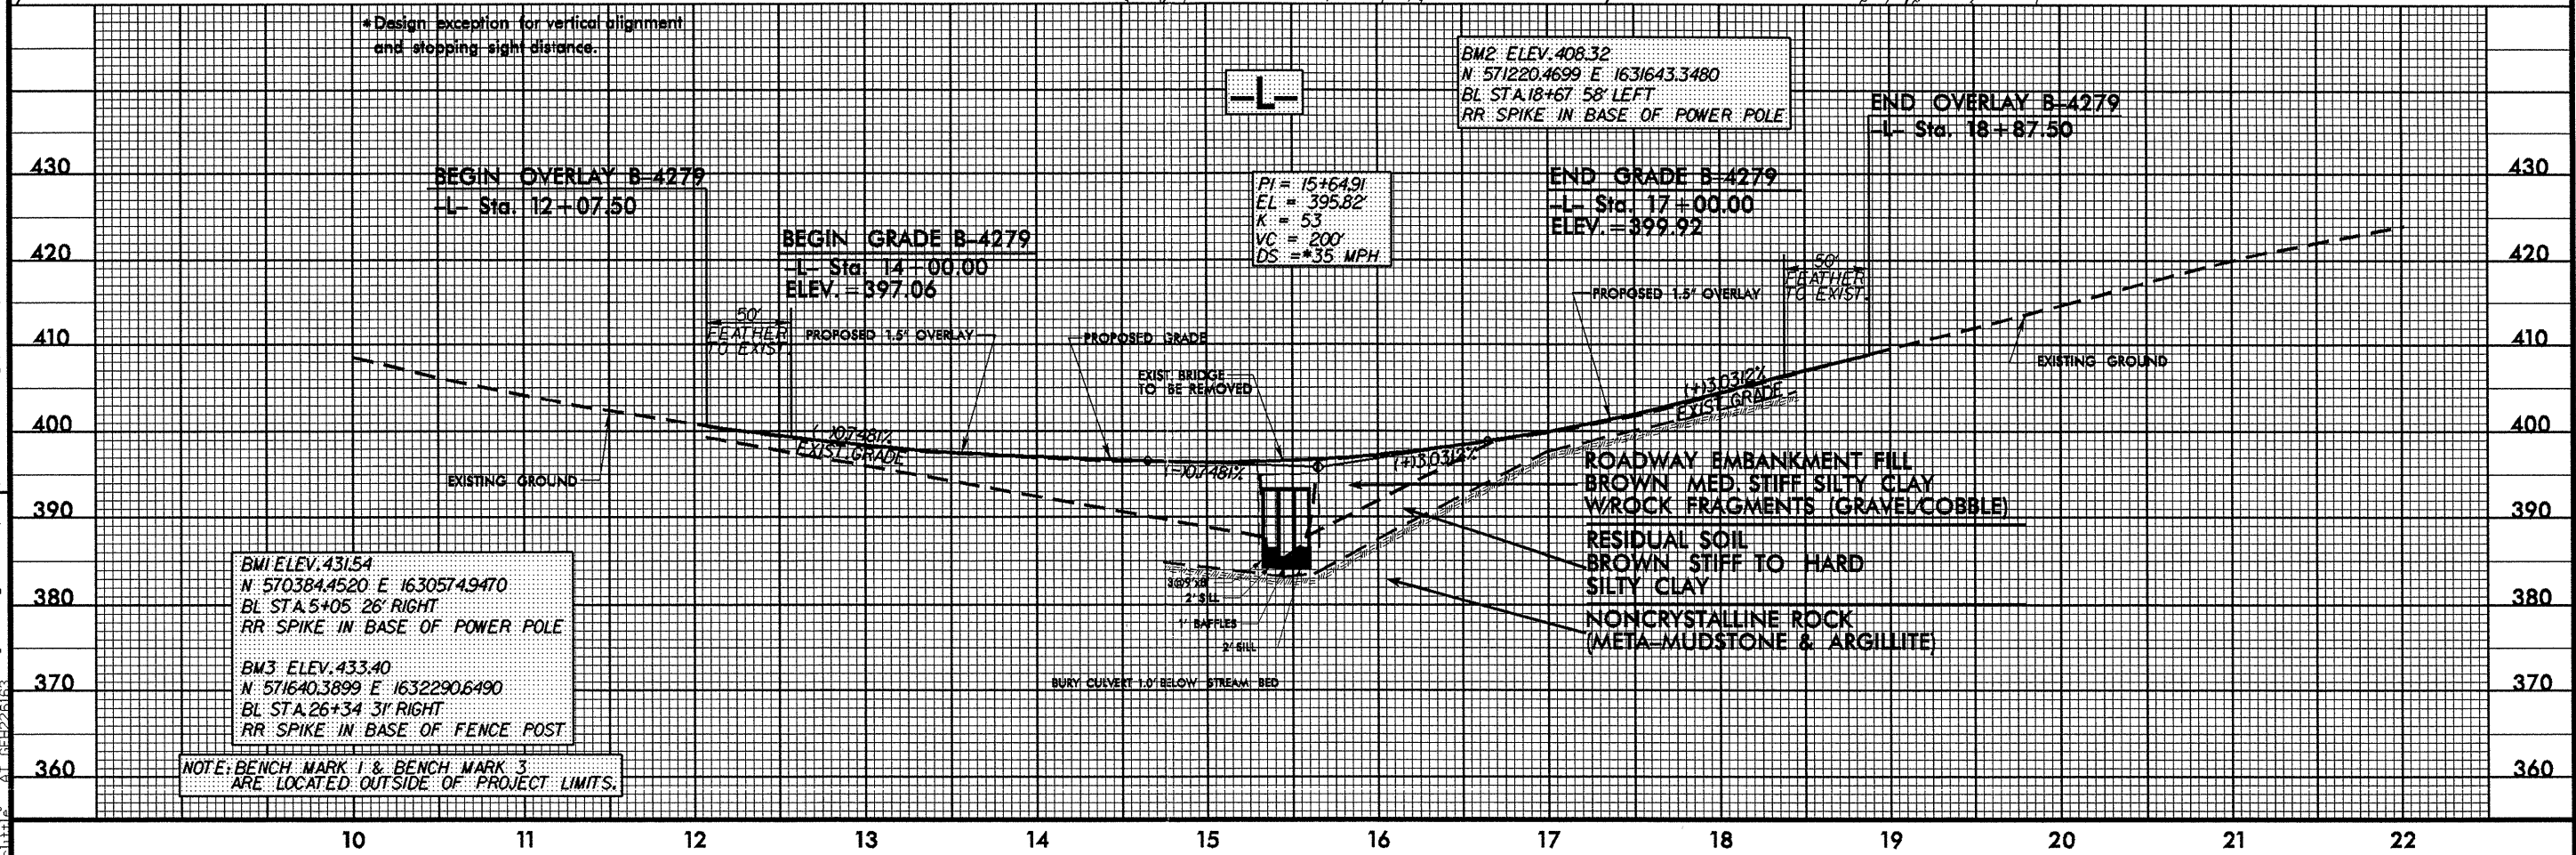 *Design exception for vertical alignment
and stopping sight distance.
BM2 ELEV.408.32
N 571220.4699 E 1631643.3480
BL STA.18+67 58' LEFT
RR SPIKE IN BASE OF POWER POLE
-L-
END OVERLAY B-4279
-L- Sta. 18+87.50
BEGIN OVERLAY B-4279
-L- Sta. 12+07.50
PI = 15+64.91
EL = 395.82'
K = 53
VC = 200'
DS =*35 MPH
END GRADE B-4279
-L- Sta. 17+00.00
ELEV.=399.92
BEGIN GRADE B-4279
-L- Sta. 14+00.00
ELEV.=397.06
50'
FEATHER
TO EXIST.
50'
FEATHER
TO EXIST.
PROPOSED 1.5" OVERLAY
PROPOSED GRADE
PROPOSED 1.5" OVERLAY
EXIST. BRIDGE
TO BE REMOVED
EXISTING GROUND
(-)0.7481%
EXIST. GRADE
(-)0.7481%
(+)3.0312%
(+)3.0312%
EXIST. GRADE
EXISTING GROUND
ROADWAY EMBANKMENT FILL
BROWN MED. STIFF SILTY CLAY
W/ROCK FRAGMENTS (GRAVEL/COBBLE)
RESIDUAL SOIL
BROWN STIFF TO HARD
SILTY CLAY
NONCRYSTALLINE ROCK
(META-MUDSTONE & ARGILLITE)
2' SILL
1' BAFFLES
2' SILL
BURY CULVERT 1.0' BELOW STREAM BED
BM1 ELEV.431.54
N 570384.4520 E 1630574.9470
BL STA.5+05 26' RIGHT
RR SPIKE IN BASE OF POWER POLE
BM3 ELEV.433.40
N 571640.3899 E 1632290.6490
BL STA.26+34 31' RIGHT
RR SPIKE IN BASE OF FENCE POST
NOTE: BENCH MARK 1 & BENCH MARK 3
ARE LOCATED OUTSIDE OF PROJECT LIMITS.
430 430
420 420
410 410
400 400
390 390
380 380
370 370
360 360
10 11 12 13 14 15 16 17 18 19 20 21 22